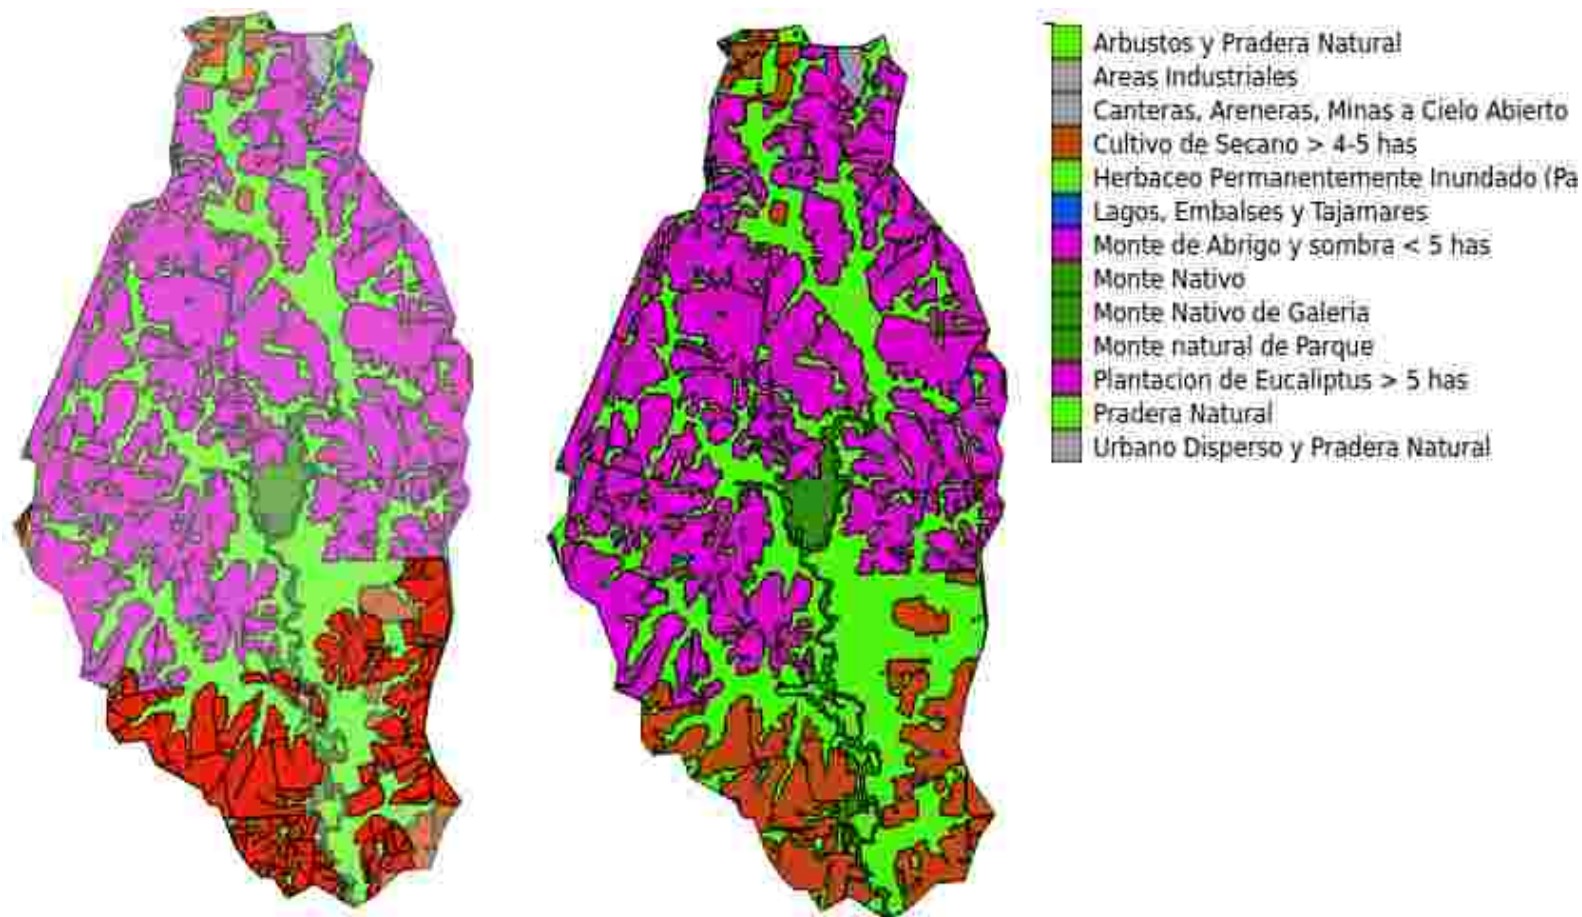 Arbustos y Pradera Natural
Areas Industriales
Canteras, Areneras, Minas a Cielo Abierto
Cultivo de Secano > 4-5 has
Herbaceo Permanentemente Inundado (Pa
Lagos, Embalses y Tajamares
Monte de Abrigo y sombra < 5 has
Monte Nativo
Monte Nativo de Galeria
Monte natural de Parque
Plantacion de Eucaliptus > 5 has
Pradera Natural
Urbano Disperso y Pradera Natural